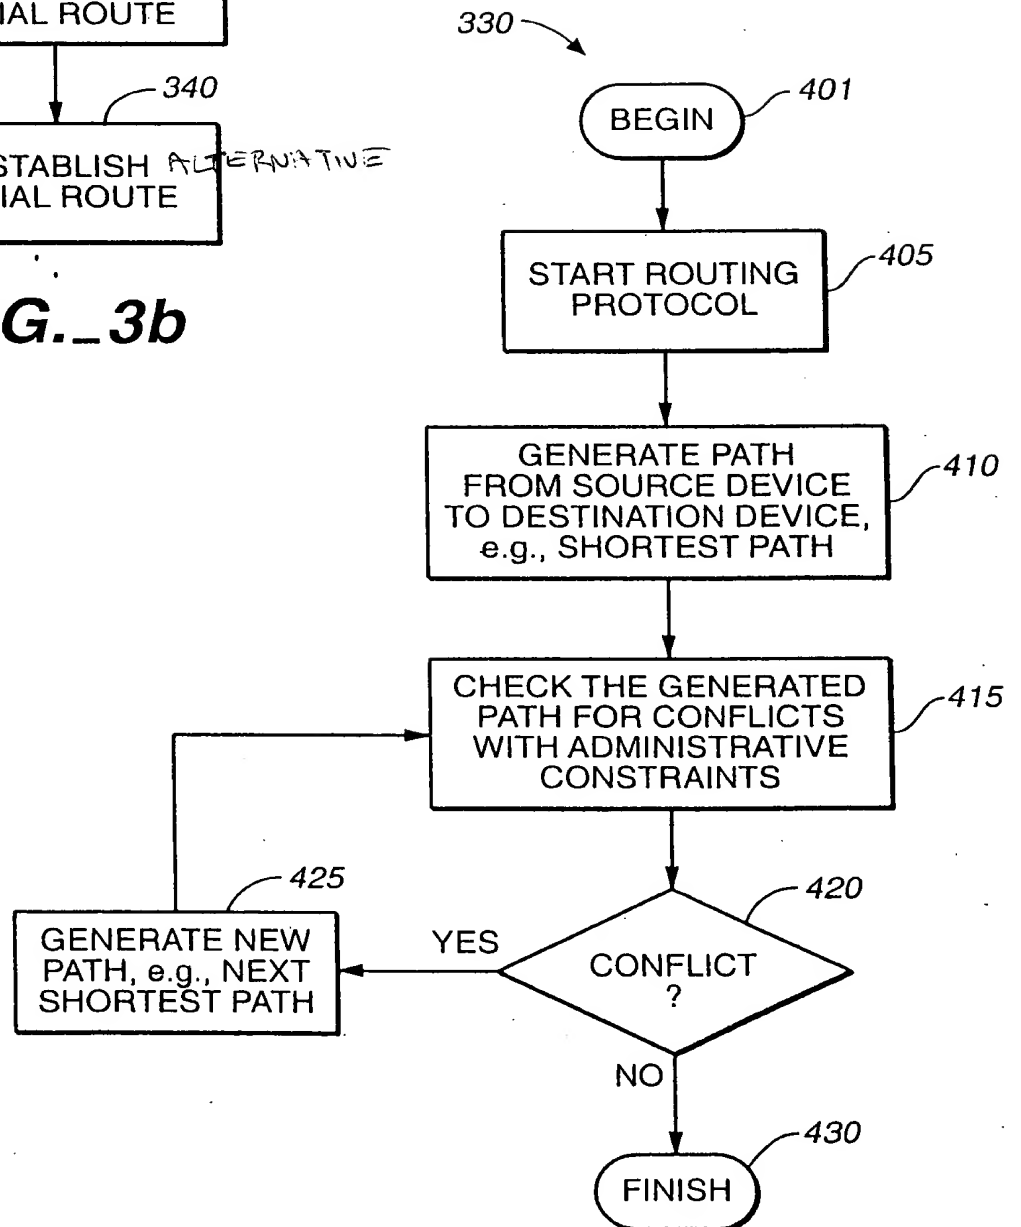 IAL ROUTE
340
STABLISH ALTERNATIVE
IAL ROUTE
G._3b
330
BEGIN
401
START ROUTING
PROTOCOL
405
GENERATE PATH
FROM SOURCE DEVICE
TO DESTINATION DEVICE,
e.g., SHORTEST PATH
410
CHECK THE GENERATED
PATH FOR CONFLICTS
WITH ADMINISTRATIVE
CONSTRAINTS
415
CONFLICT
?
420
YES
GENERATE NEW
PATH, e.g., NEXT
SHORTEST PATH
425
NO
FINISH
430